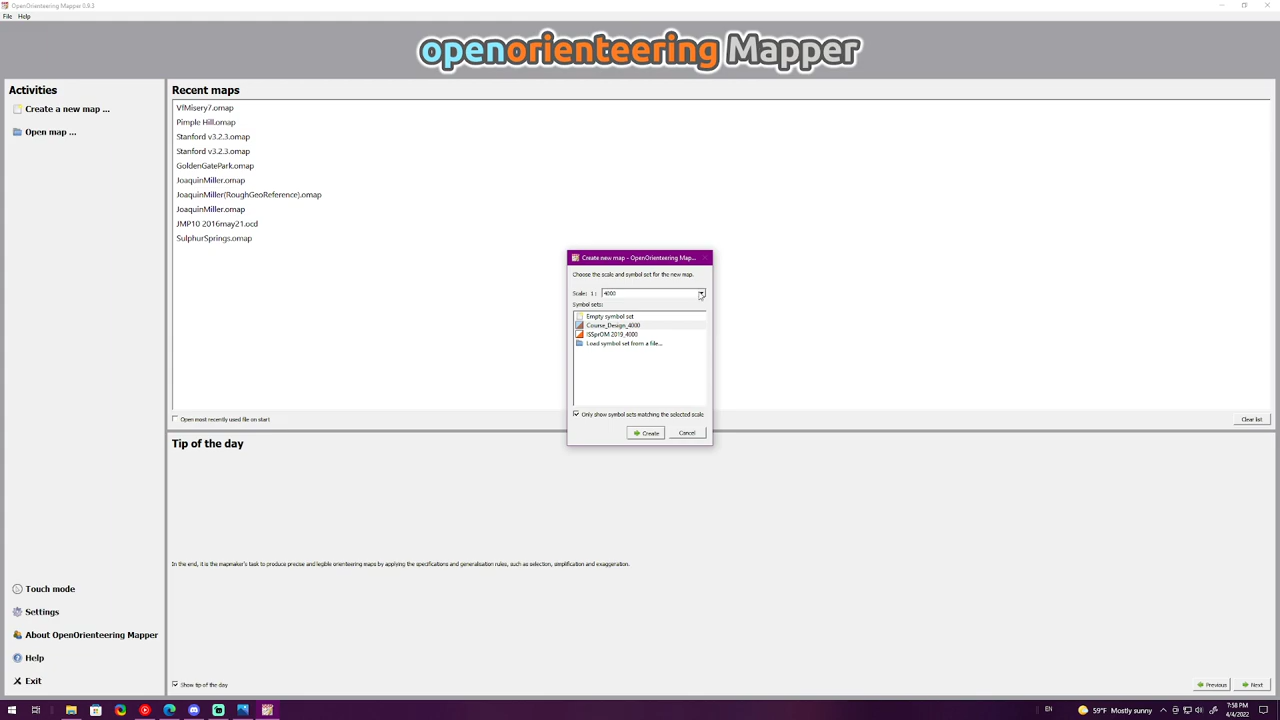 OpenOrienteering Mapper 0.9.3
File Help
openorienteering Mapper
Activities
Create a new map ...
Open map ...
Recent maps
VfMisery7.omap
Pimple Hill.omap
Stanford v3.2.3.omap
Stanford v3.2.3.omap
GoldenGatePark.omap
JoaquinMiller.omap
JoaquinMiller(RoughGeoReference).omap
JoaquinMiller.omap
JMP10 2016may21.ocd
SulphurSprings.omap
Create new map - OpenOrienteering Map...
Choose the scale and symbol set for the new map.
Scale: 1 : 4000
Symbol sets:
Empty symbol set
Course_Design_4000
ISSprOM 2019_4000
Load symbol set from a file...
Only show symbol sets matching the selected scale
Create Cancel
Open most recently used file on start
Clear list
Tip of the day
In the end, it is the mapmaker's task to produce precise and legible orienteering maps by applying the specifications and generalisation rules, such as selection, simplification and exaggeration.
Touch mode
Settings
About OpenOrienteering Mapper
Help
Exit
Show tip of the day
Previous Next
EN
59°F Mostly sunny
7:58 PM
4/4/2022